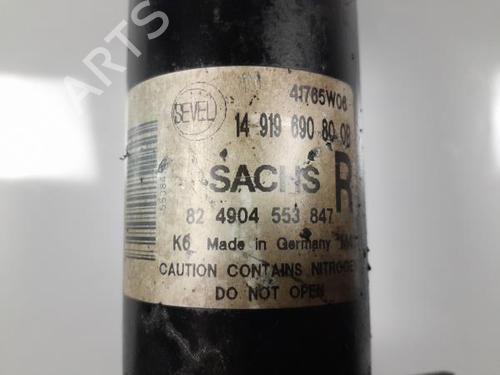 41765W06
SEVEL
14 919 690 80 0R
SACHS R
82 4904 553 847
K6 Made in Germany
CAUTION CONTAINS NITROGE
DO NOT OPEN
ARTS